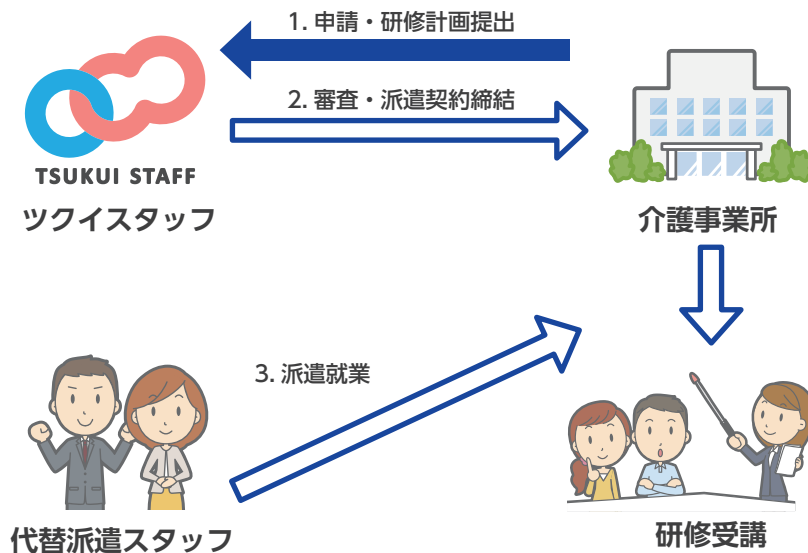 1. 申請・研修計画提出
2. 審査・派遣契約締結
TSUKUI STAFF
ツクイスタッフ
介護事業所
3. 派遣就業
代替派遣スタッフ
研修受講